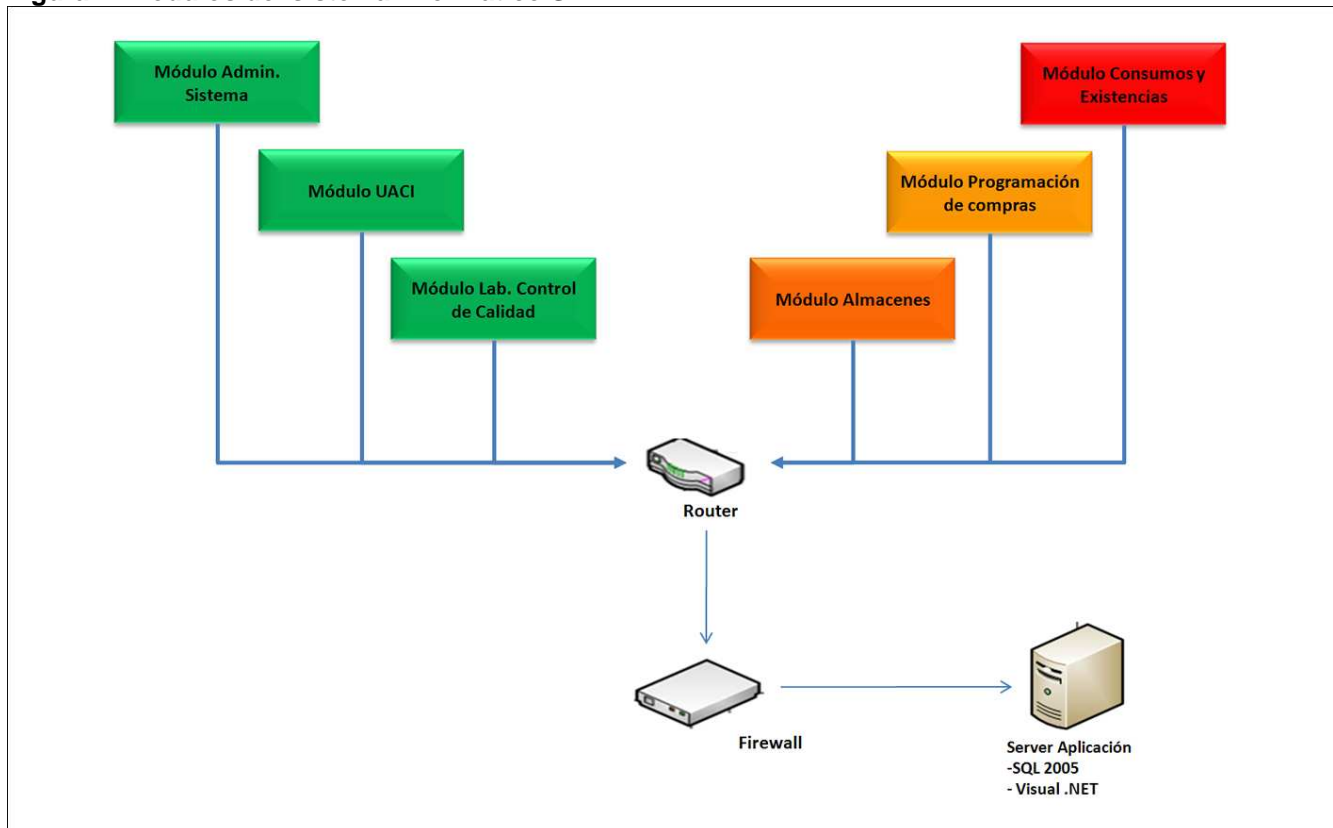 Módulo Admin.
Sistema
Módulo Consumos y
Existencias
Módulo UACI
Módulo Programación
de compras
Módulo Lab. Control
de Calidad
Módulo Almacenes
Router
Firewall
Server Aplicación
-SQL 2005
- Visual .NET